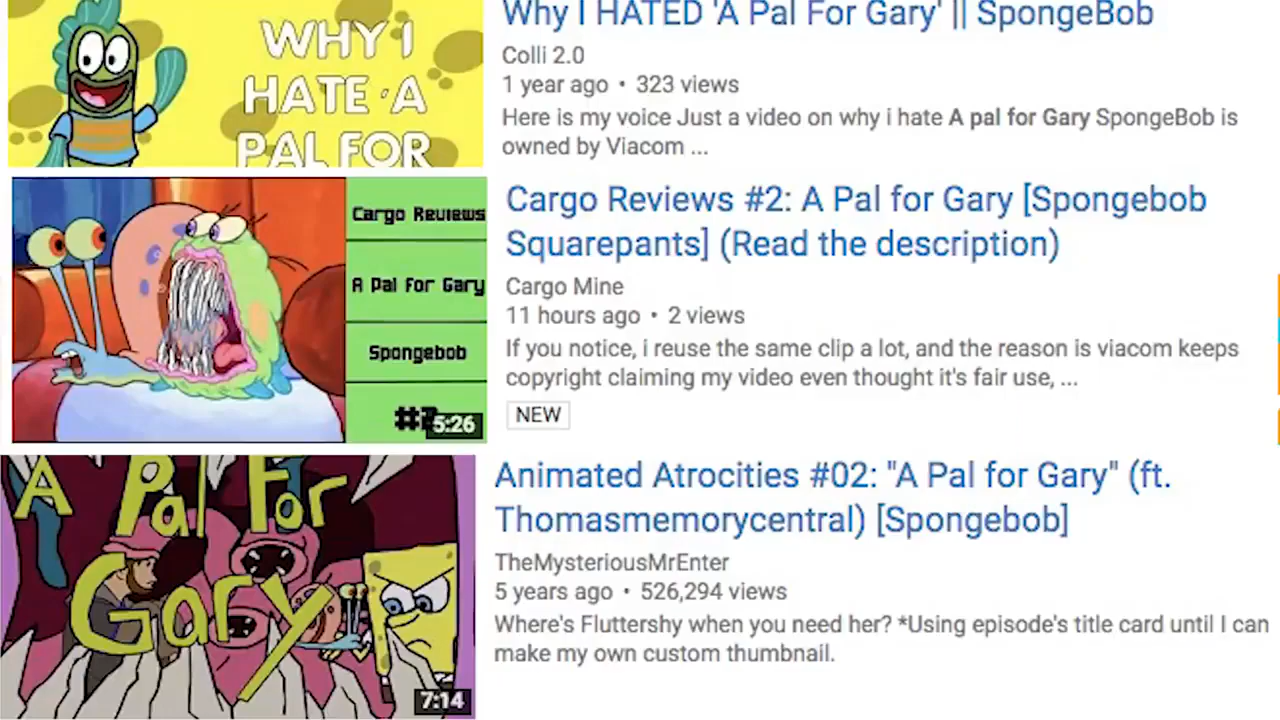 WHY I
HATE 'A
PAL FOR
Why I HATED 'A Pal For Gary' || SpongeBob
Colli 2.0
1 year ago • 323 views
Here is my voice Just a video on why i hate A pal for Gary SpongeBob is
owned by Viacom ...
Cargo Reviews
A Pal For Gary
Spongebob
5:26
Cargo Reviews #2: A Pal for Gary [Spongebob
Squarepants] (Read the description)
Cargo Mine
11 hours ago • 2 views
If you notice, i reuse the same clip a lot, and the reason is viacom keeps
copyright claiming my video even thought it's fair use, ...
NEW
A Pal For
Gary
7:14
Animated Atrocities #02: "A Pal for Gary" (ft.
Thomasmemorycentral) [Spongebob]
TheMysteriousMrEnter
5 years ago • 526,294 views
Where's Fluttershy when you need her? *Using episode's title card until I can
make my own custom thumbnail.